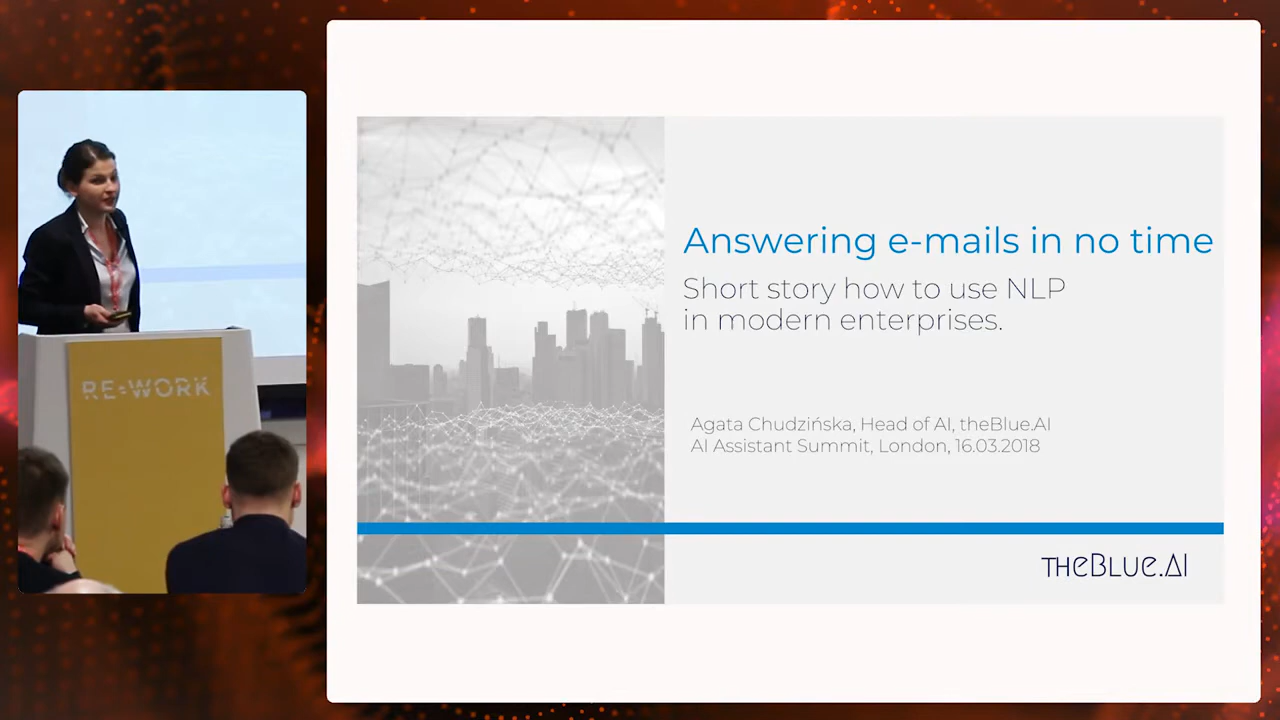 RE•WORK
Answering e-mails in no time
Short story how to use NLP
in modern enterprises.
Agata Chudzińska, Head of AI, theBlue.AI
AI Assistant Summit, London, 16.03.2018
THEBLUE.AI